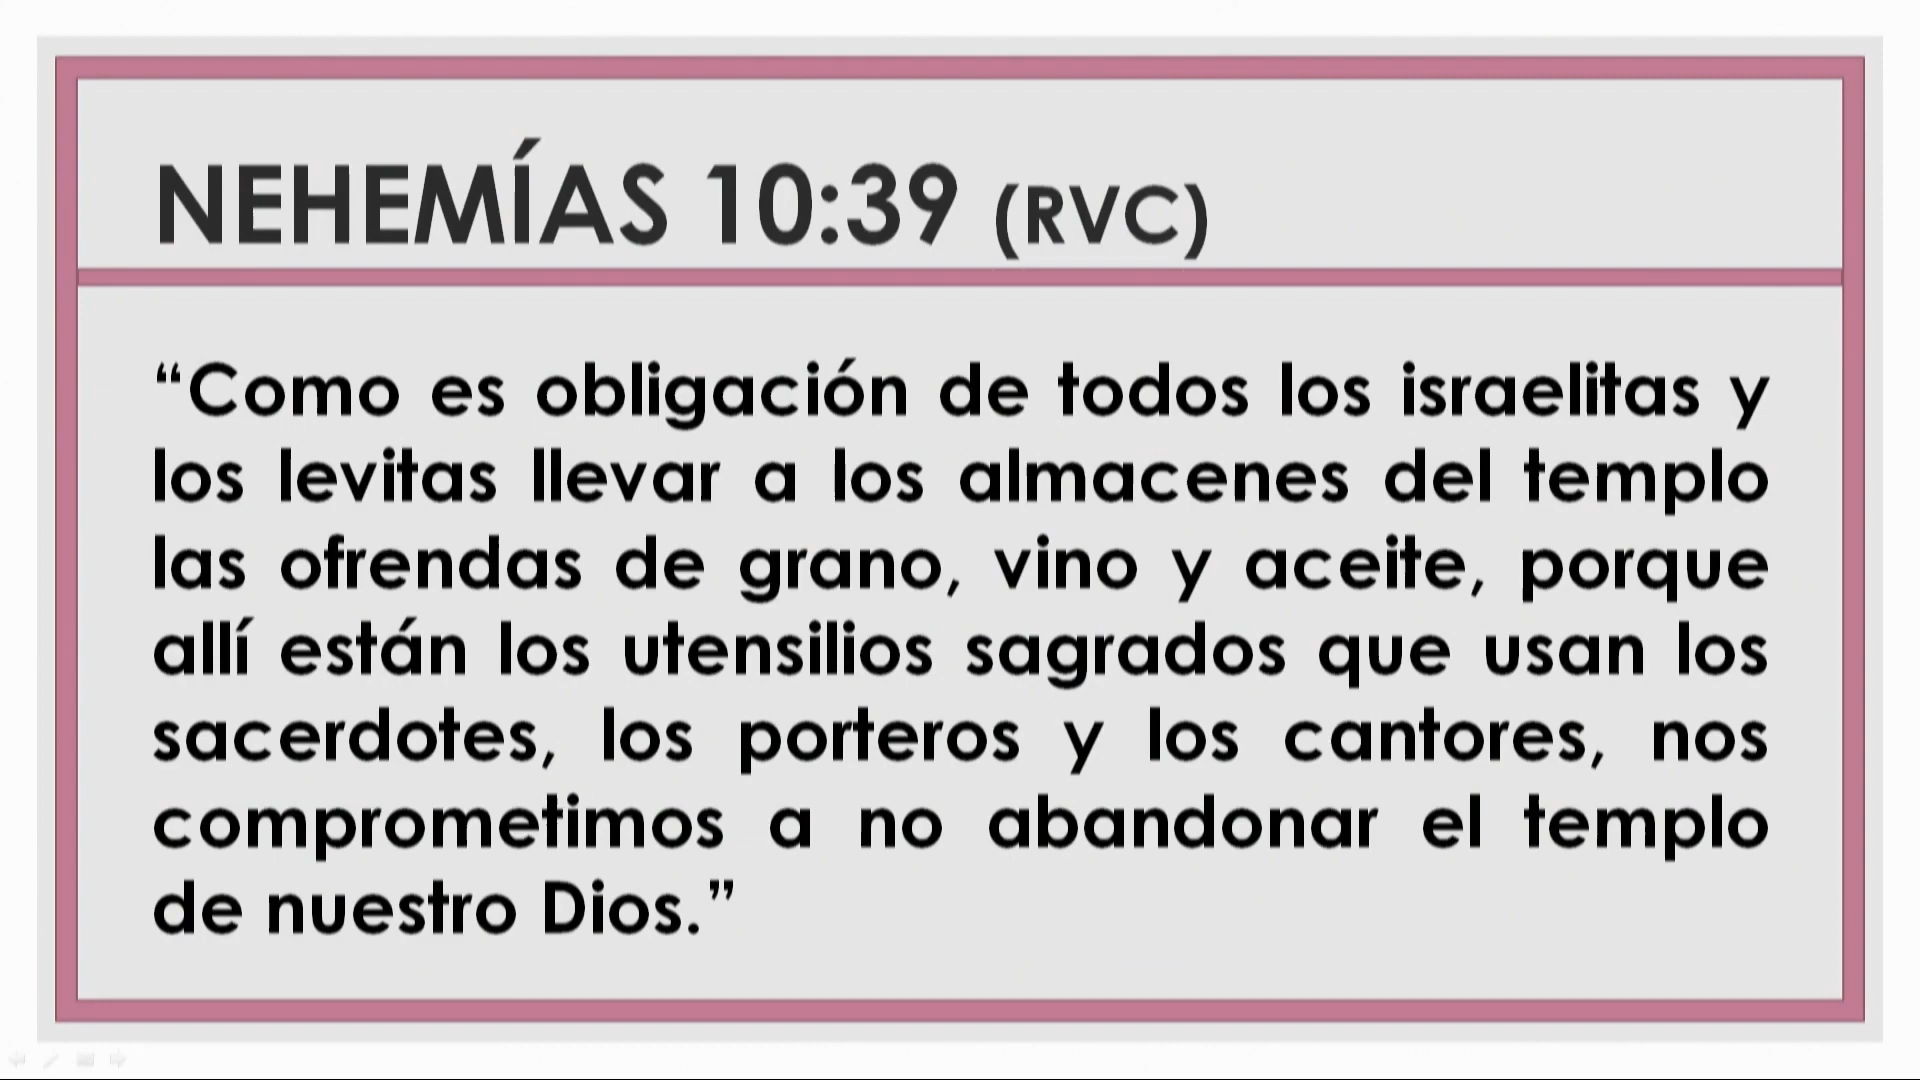 NEHEMÍAS 10:39 (RVC)
“Como es obligación de todos los israelitas y
los levitas llevar a los almacenes del templo
las ofrendas de grano, vino y aceite, porque
allí están los utensilios sagrados que usan los
sacerdotes, los porteros y los cantores, nos
comprometimos a no abandonar el templo
de nuestro Dios.”